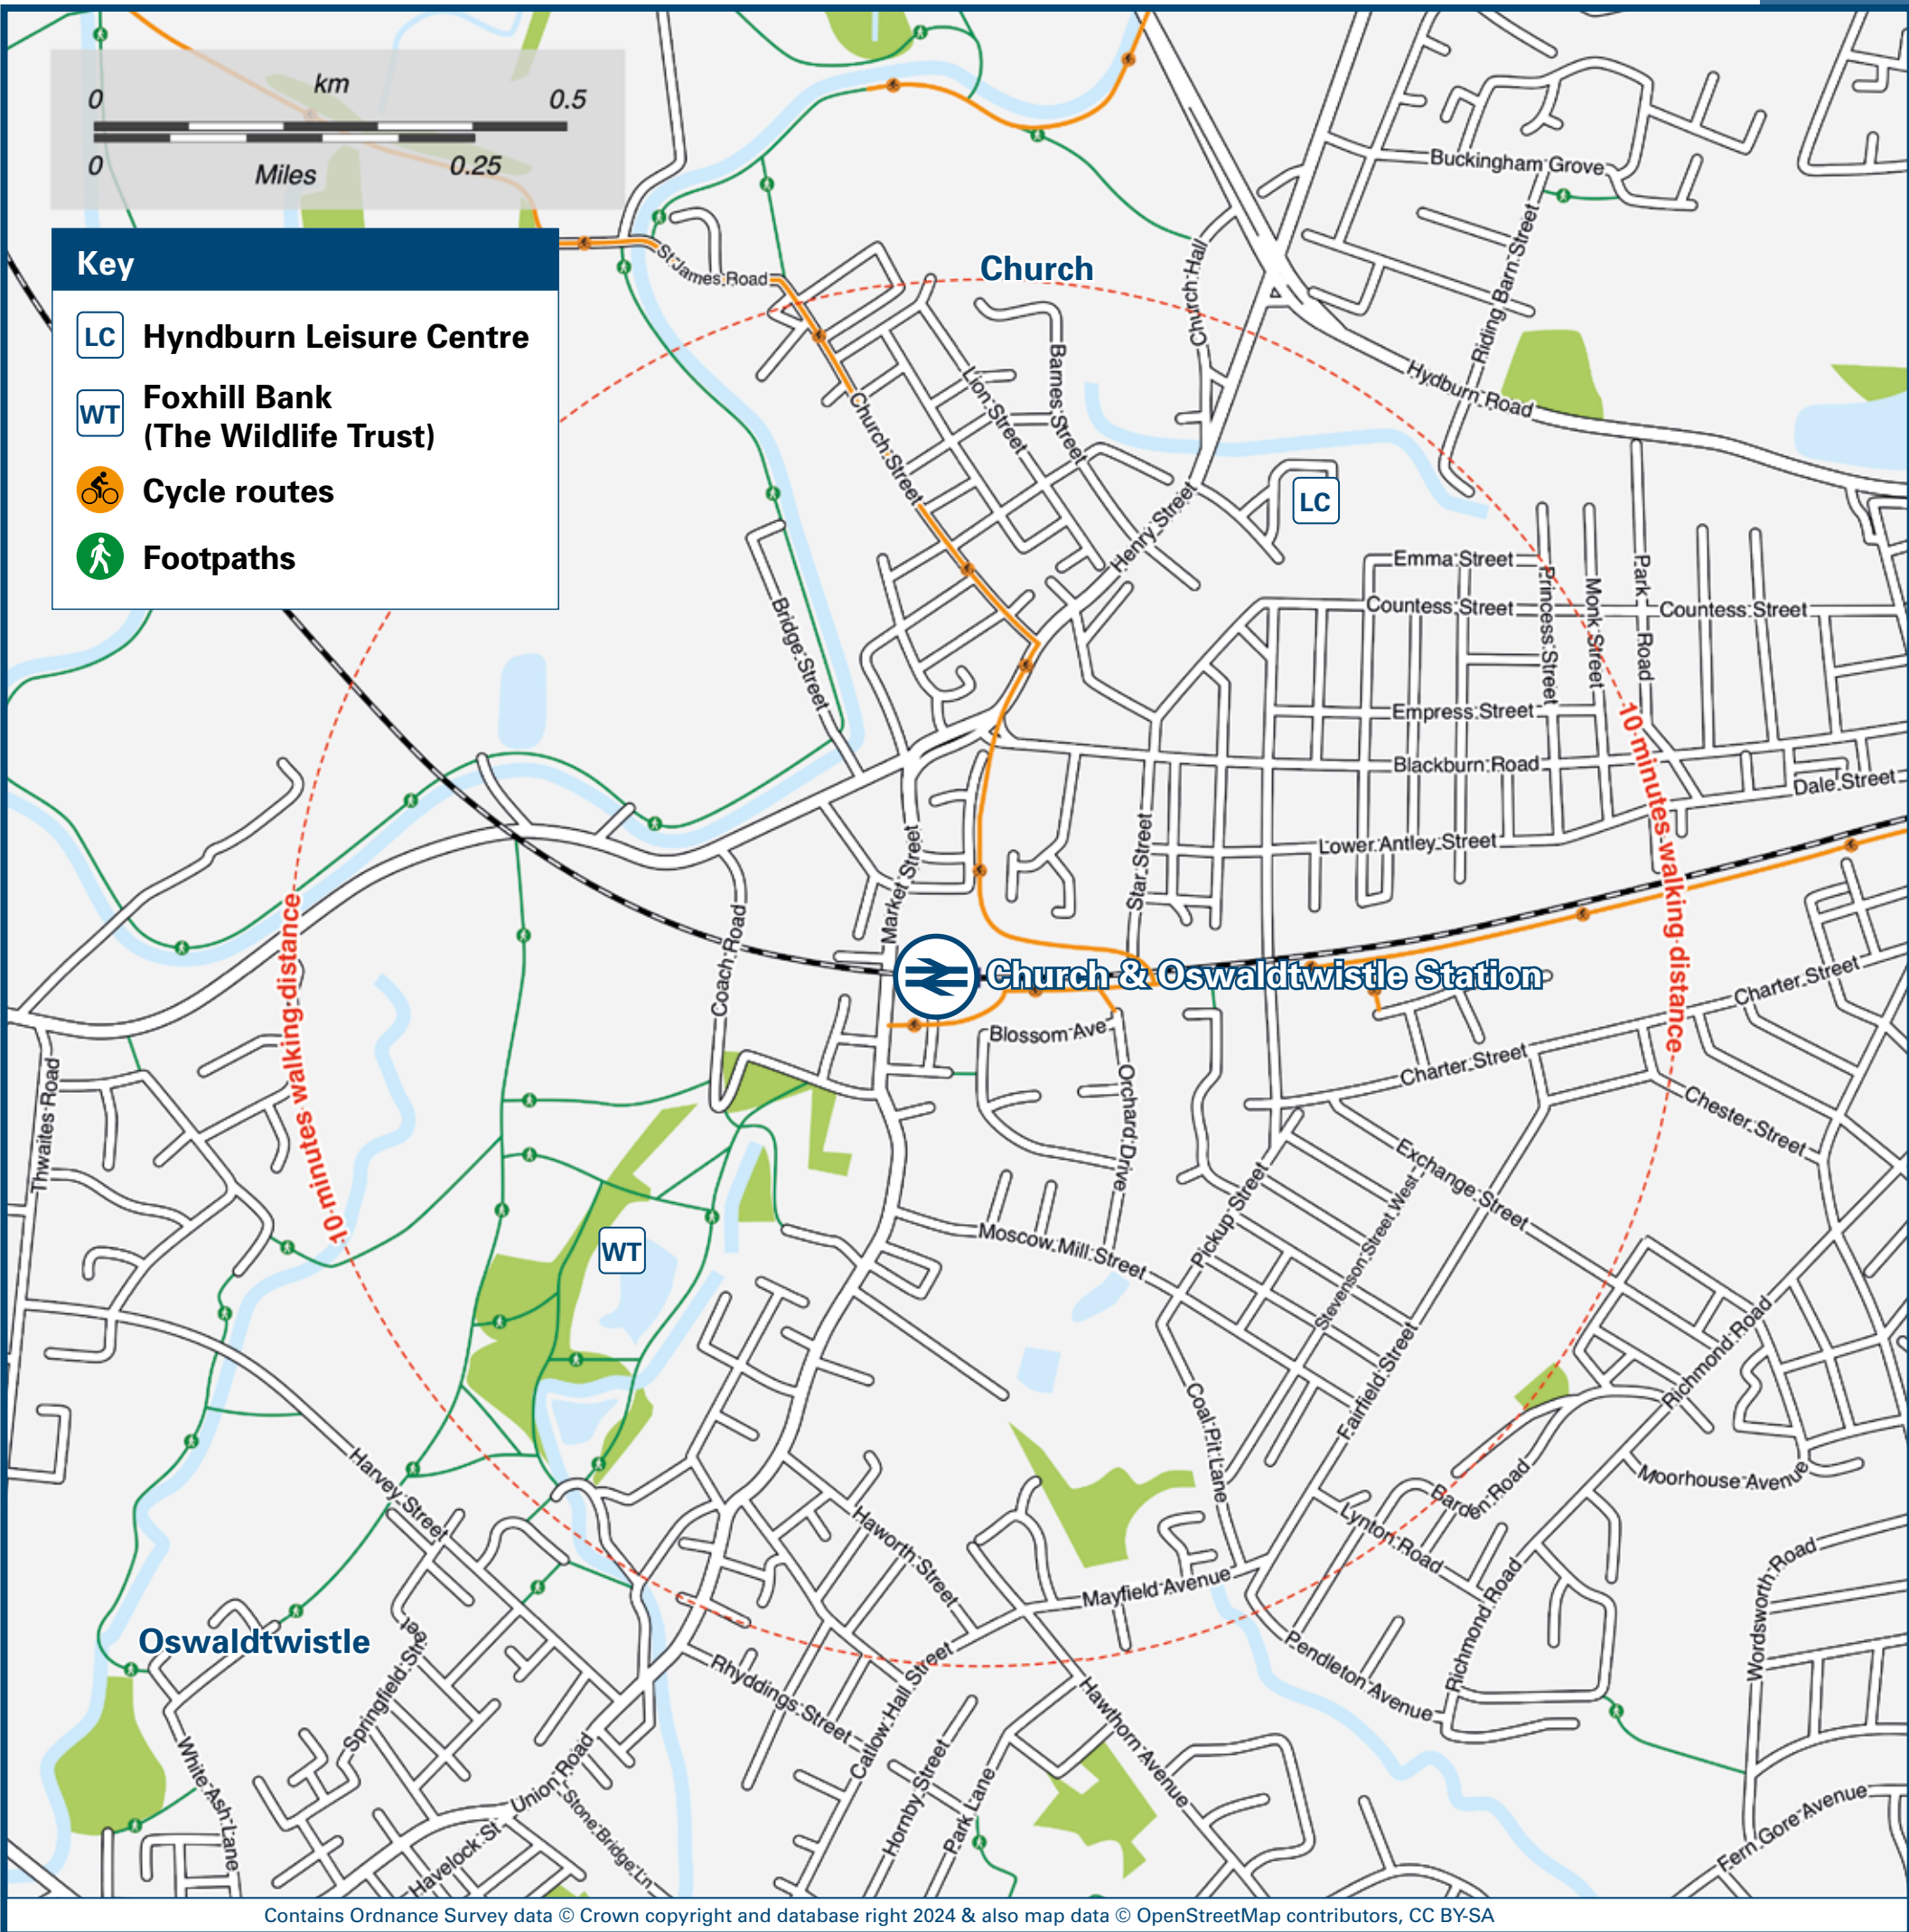 km
0 0.5
0 0.25
Miles
Key
LC Hyndburn Leisure Centre
WT Foxhill Bank
(The Wildlife Trust)
Cycle routes
Footpaths
Buckingham Grove
Riding Barn Street
St James Road
Church
Church Hall
Hydburn Road
Lion Street
Barnes Street
Church Street
Henry Street
LC
Emma Street
Countess Street
Countess Street
Princess Street
Monk Street
Park Road
Bridge Street
Empress Street
10 minutes walking distance
Blackburn Road
Dale Street
Lower Antley Street
Star Street
Market Street
Coach Road
10 minutes walking distance
Church & Oswaldtwistle Station
Charter Street
Blossom Ave
Charter Street
Orchard Drive
Chester Street
Thwaites Road
Exchange Street
Pickup Street
Stevenson Street West
Moscow Mill Street
WT
Fairfield Street
Richmond Road
Coal Pit Lane
Harvey Street
Moorhouse Avenue
Barden Road
Lynton Road
Haworth Street
Mayfield Avenue
Richmond Road
Wordsworth Road
Oswaldtwistle
Springfield Street
Rhyddings Street
Catlow Hall Street
Pendleton Avenue
Hawthorn Avenue
White Ash Lane
Union Road
Stone Bridge Ln
Hornby Street
Park Lane
Havelock St
Fern Gore Avenue
Contains Ordnance Survey data © Crown copyright and database right 2024 & also map data © OpenStreetMap contributors, CC BY-SA